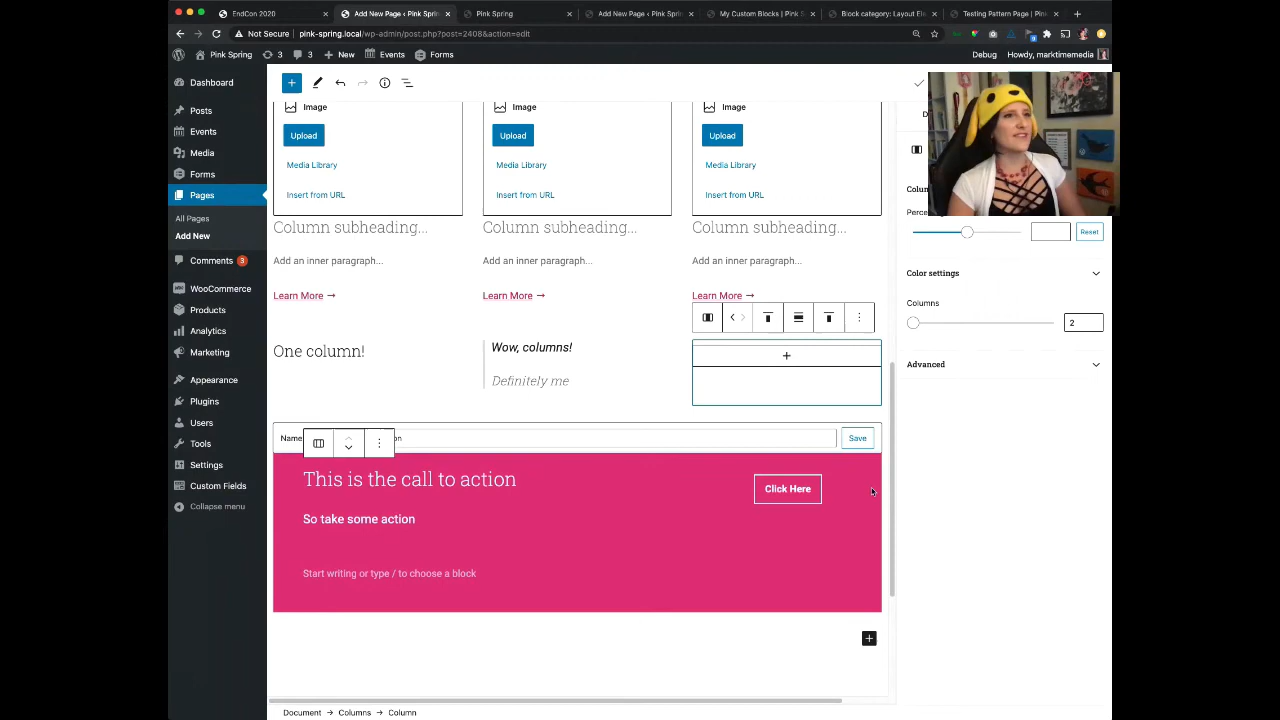 EndCon 2020
Add New Page ‹ Pink Sprin
Pink Spring
Add New Page ‹ Pink Sprin
My Custom Blocks | Pink S
Block category: Layout Ele
Testing Pattern Page | Pink
Not Secure
pink-spring.local/wp-admin/post.php?post=2408&action=edit
Pink Spring 3 3 New Events Forms
Debug Howdy, marktimemedia
Dashboard
Posts
Events
Media
Forms
Pages
All Pages
Add New
Comments 3
WooCommerce
Products
Analytics
Marketing
Appearance
Plugins
Users
Tools
Settings
Custom Fields
Collapse menu
Image Image Image
Upload Upload Upload
Media Library Media Library Media Library
Insert from URL Insert from URL Insert from URL
Column subheading... Column subheading... Column subheading...
Add an inner paragraph... Add an inner paragraph... Add an inner paragraph...
Learn More → Learn More → Learn More →
One column!
Wow, columns!
Definitely me
Name
Save
This is the call to action
Click Here
So take some action
Start writing or type / to choose a block
Reset
Color settings
Columns
2
Advanced
Document → Columns → Column